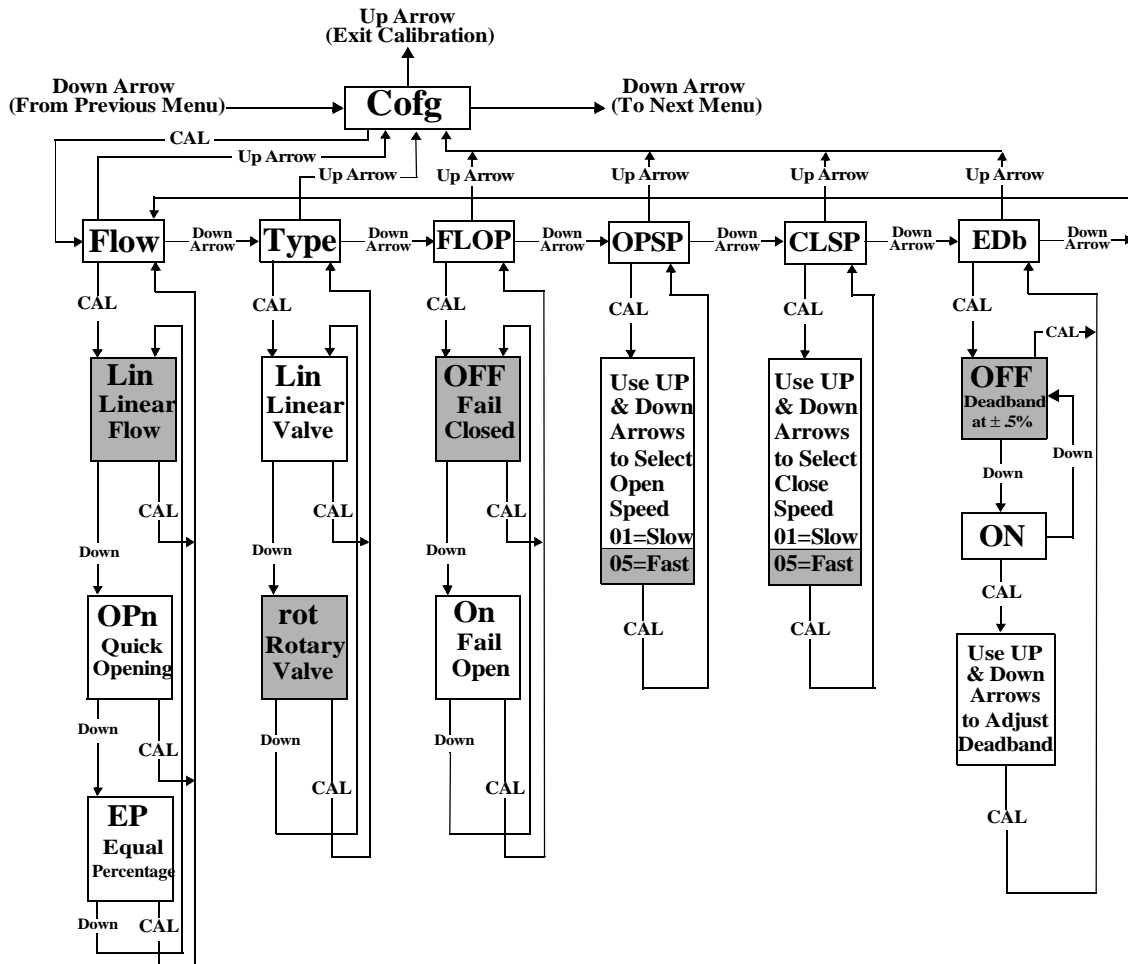 Up Arrow
(Exit Calibration)
Down Arrow
(From Previous Menu)
Cofg
Down Arrow
(To Next Menu)
CAL
Up Arrow
Up Arrow
Up Arrow
Up Arrow
Up Arrow
Up Arrow
Flow
Down
Arrow
Type
Down
Arrow
FLOP
Down
Arrow
OPSP
Down
Arrow
CLSP
Down
Arrow
EDb
Down
Arrow
CAL
Lin
Linear
Flow
CAL
Down
OPn
Quick
Opening
Down
CAL
EP
Equal
Percentage
Down
CAL
CAL
Lin
Linear
Valve
CAL
Down
rot
Rotary
Valve
Down
CAL
CAL
OFF
Fail
Closed
CAL
Down
On
Fail
Open
Down
CAL
CAL
Use UP
& Down
Arrows
to Select
Open
Speed
01=Slow
05=Fast
CAL
CAL
Use UP
& Down
Arrows
to Select
Close
Speed
01=Slow
05=Fast
CAL
CAL
CAL
OFF
Deadband
at ± .5%
Down
Down
ON
CAL
Use UP
& Down
Arrows
to Adjust
Deadband
CAL